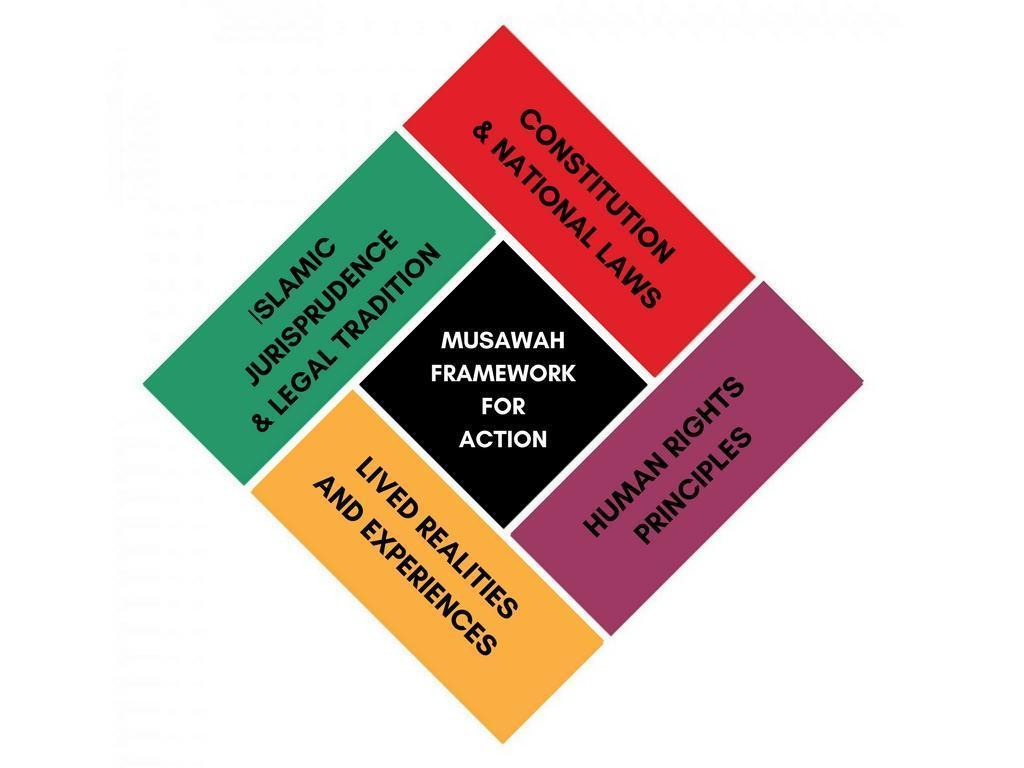 CONSTITUTION
& NATIONAL LAWS
ISLAMIC
JURISPRUDENCE
& LEGAL TRADITION
MUSAWAH
FRAMEWORK
FOR
ACTION
HUMAN RIGHTS
PRINCIPLES
LIVED REALITIES
AND EXPERIENCES